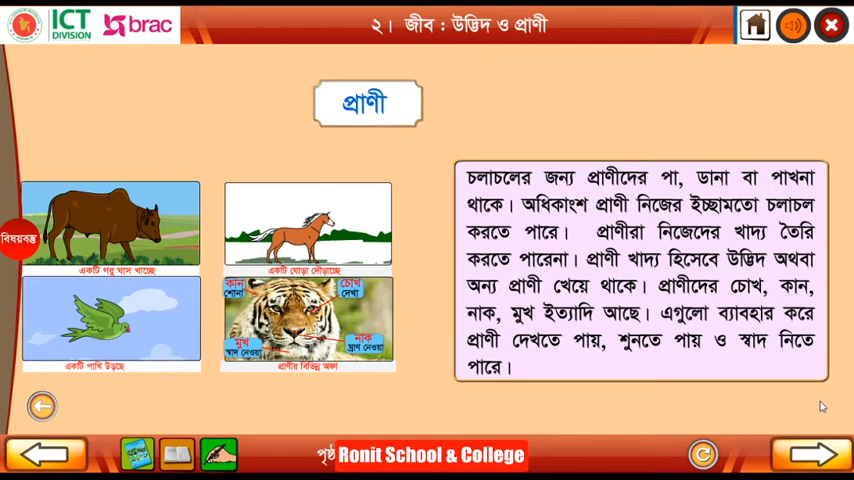 ICT
DIVISION
brac
২। জীব : উদ্ভিদ ও প্রাণী
প্রাণী
চলাচলের জন্য প্রাণীদের পা, ডানা বা পাখনা
থাকে। অধিকাংশ প্রাণী নিজের ইচ্ছামতো চলাচল
করতে পারে। প্রাণীরা নিজেদের খাদ্য তৈরি
করতে পারেনা। প্রাণী খাদ্য হিসেবে উদ্ভিদ অথবা
অন্য প্রাণী খেয়ে থাকে। প্রাণীদের চোখ, কান,
নাক, মুখ ইত্যাদি আছে। এগুলো ব্যাবহার করে
প্রাণী দেখতে পায়, শুনতে পায় ও স্বাদ নিতে
পারে।
বিষয়বস্তু
একটি গরু ঘাস খাচ্ছে
একটি ঘোড়া দৌড়াচ্ছে
একটি পাখি উড়ছে
কান
শোনা
চোখ
দেখা
মুখ
স্বাদ নেওয়া
নাক
ঘ্রাণ নেওয়া
প্রাণীর বিভিন্ন অঙ্গ
Ronit School & College